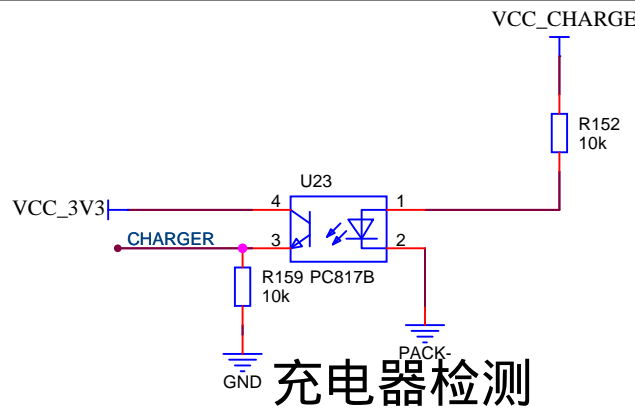 VCC_CHARGE
R152
10k
U23
4
1
VCC_3V3
CHARGER
3
2
R159 PC817B
10k
PACK-
GND
充电器检测